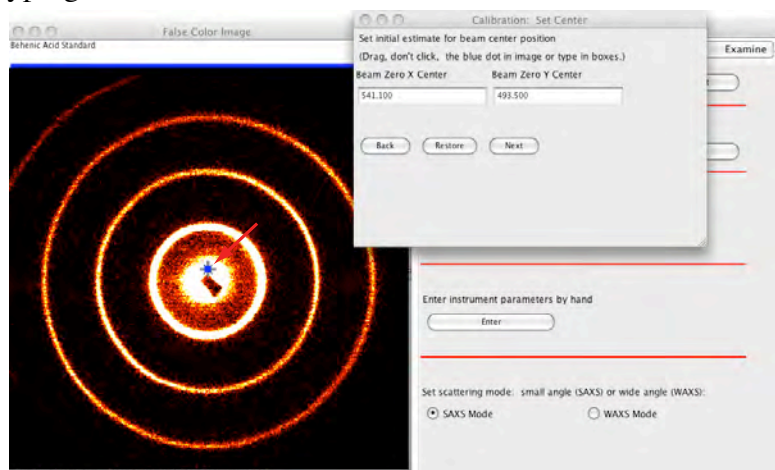 False Color Image
Behenic Acid Standard
Calibration: Set Center
Set initial estimate for beam center position
(Drag, don't click, the blue dot in image or type in boxes.)
Beam Zero X Center Beam Zero Y Center
541.100 493.500
Back Restore Next
Examine
Enter instrument parameters by hand
Enter
Set scattering mode: small angle (SAXS) or wide angle (WAXS):
SAXS Mode WAXS Mode